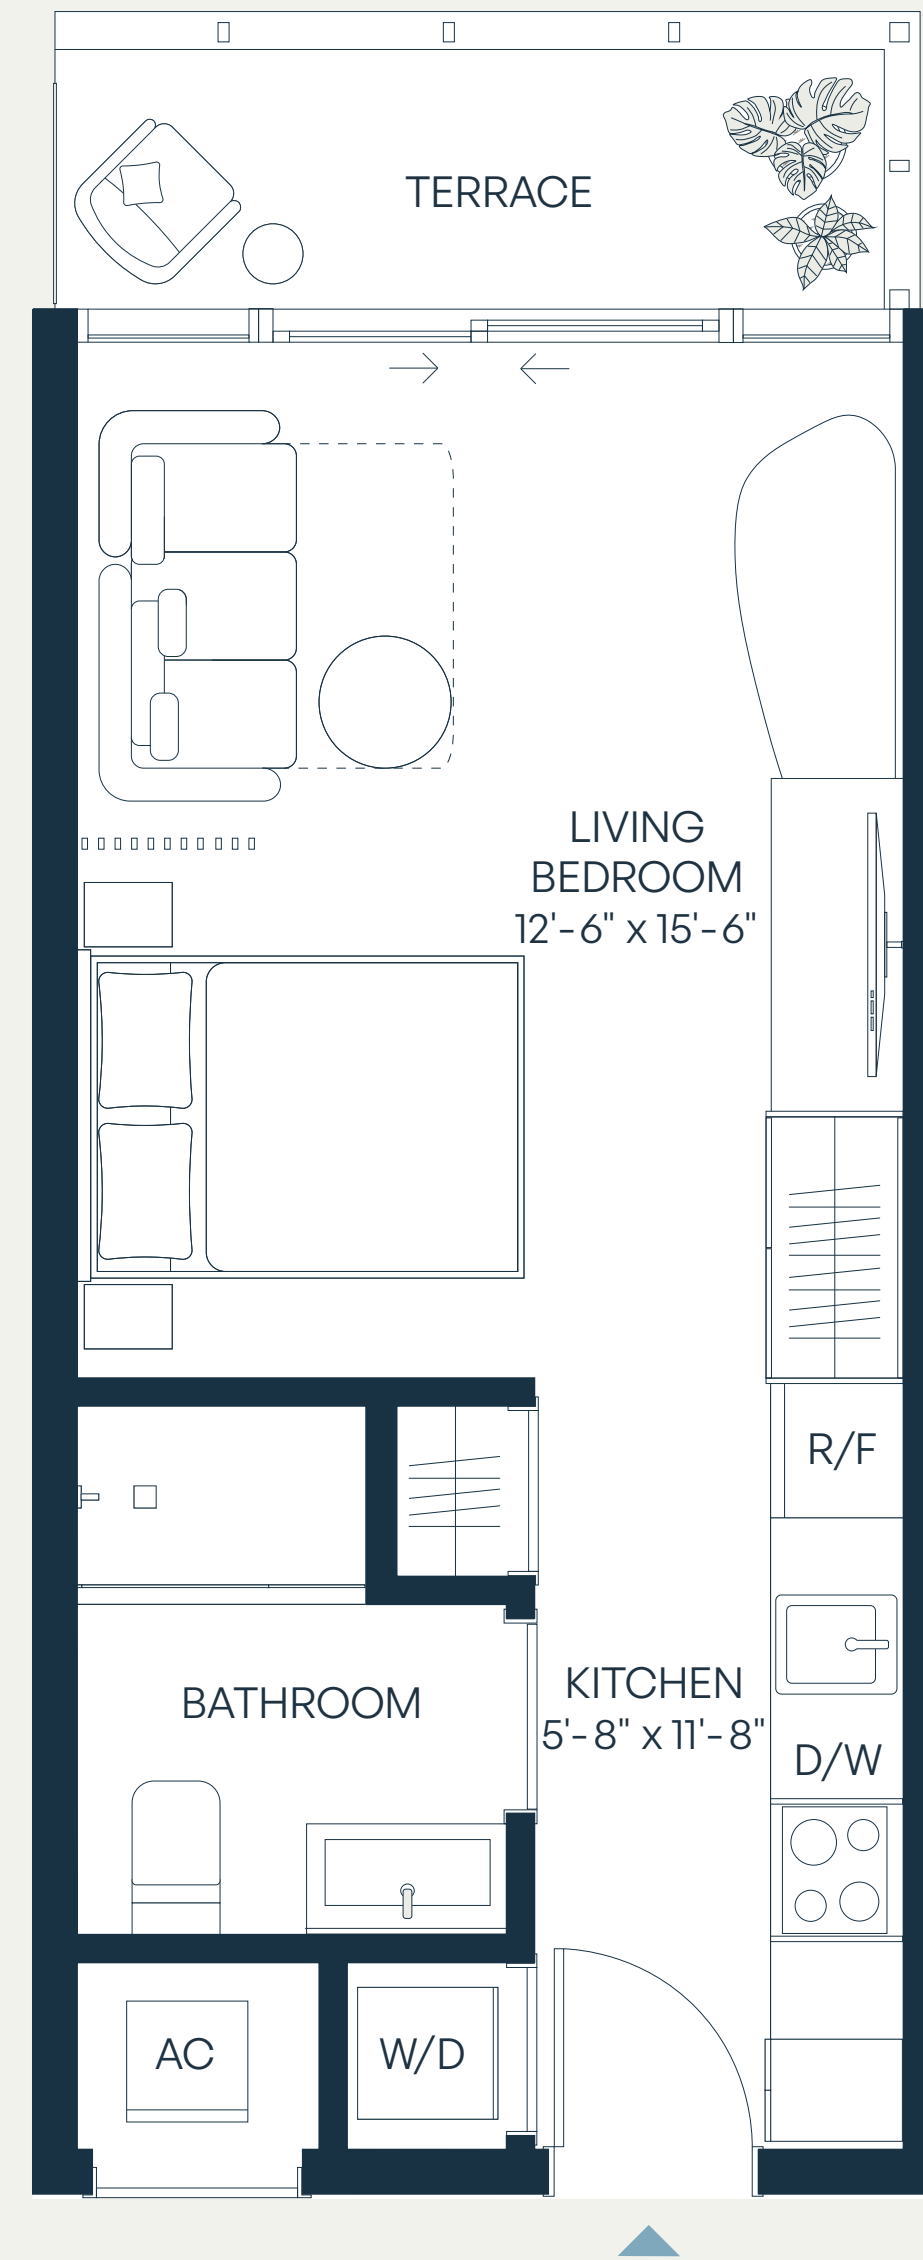 TERRACE
LIVING
BEDROOM
12'-6" x 15'-6"
R/F
BATHROOM
KITCHEN
5'-8" x 11'-8"
D/W
AC
W/D